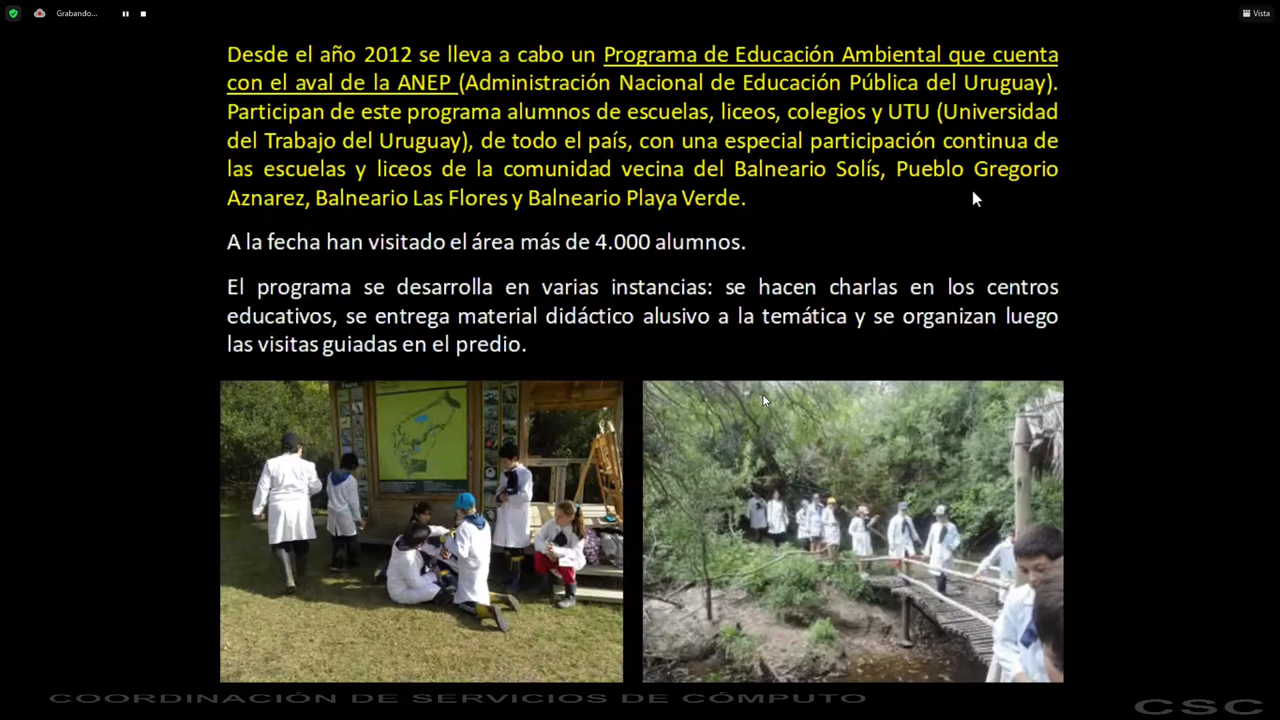 Grabando...
Vista
Desde el año 2012 se lleva a cabo un Programa de Educación Ambiental que cuenta
con el aval de la ANEP (Administración Nacional de Educación Pública del Uruguay).
Participan de este programa alumnos de escuelas, liceos, colegios y UTU (Universidad
del Trabajo del Uruguay), de todo el país, con una especial participación continua de
las escuelas y liceos de la comunidad vecina del Balneario Solís, Pueblo Gregorio
Aznarez, Balneario Las Flores y Balneario Playa Verde.
A la fecha han visitado el área más de 4.000 alumnos.
El programa se desarrolla en varias instancias: se hacen charlas en los centros
educativos, se entrega material didáctico alusivo a la temática y se organizan luego
las visitas guiadas en el predio.
COORDINACIÓN DE SERVICIOS DE CÓMPUTO
CSC